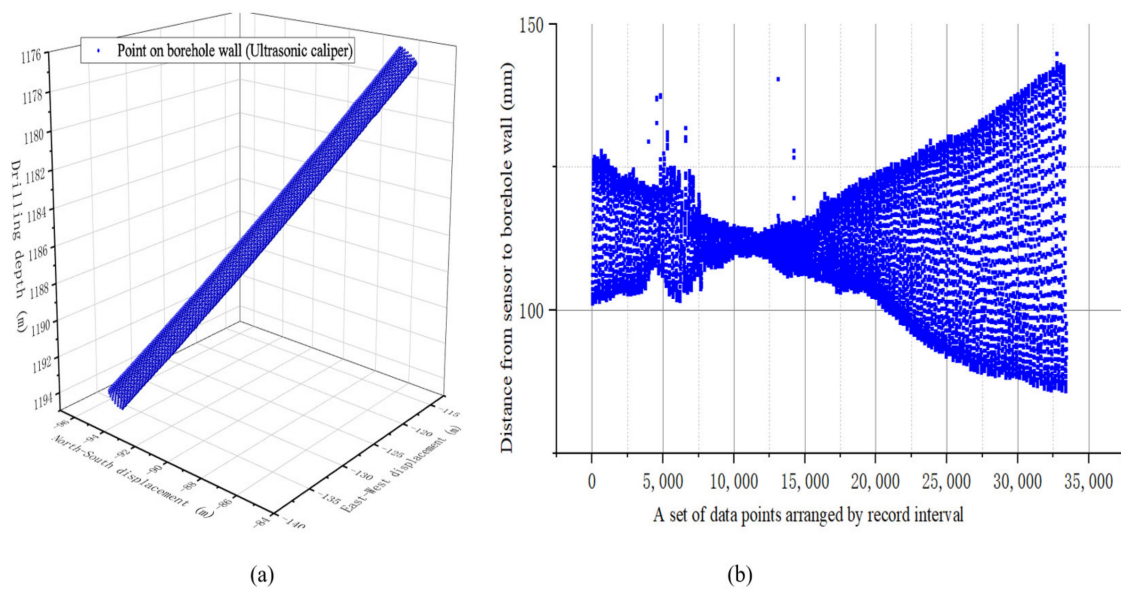 Point on borehole wall (Ultrasonic caliper)
1176
1178
1180
1182
1184
1186
1188
1190
1192
1194
Drilling depth (m)
-96
-94
-92
-90
-88
-86
-84
North-South displacement (m)
-115
-120
-125
-130
-135
-140
East-West displacement (m)
(a)
150
100
Distance from sensor to borehole wall (mm)
0 5,000 10,000 15,000 20,000 25,000 30,000 35,000
A set of data points arranged by record interval
(b)